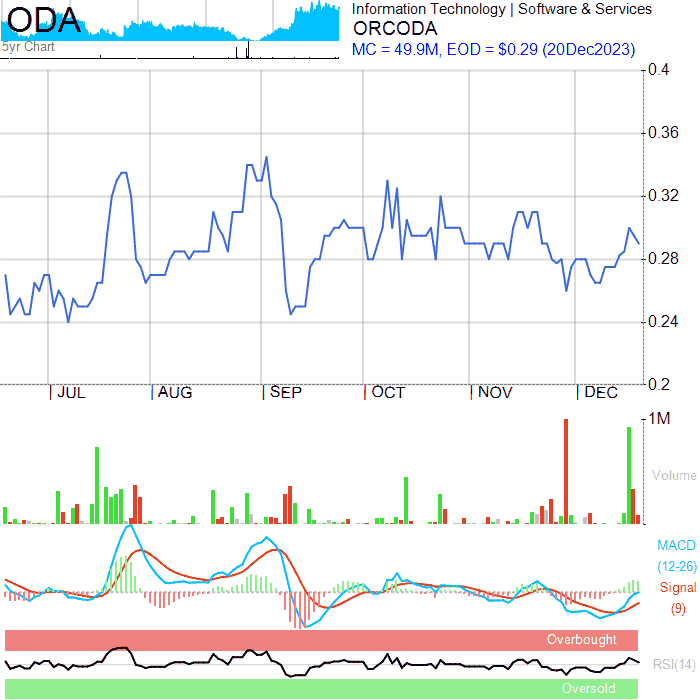 ODA
5yr Chart
Information Technology | Software & Services
ORCODA
MC = 49.9M, EOD = $0.29 (20Dec2023)
0.4
0.36
0.32
0.28
0.24
0.2
JUL AUG SEP OCT NOV DEC
1M
Volume
MACD
(12-26)
Signal
(9)
Overbought
RSI(14)
Oversold